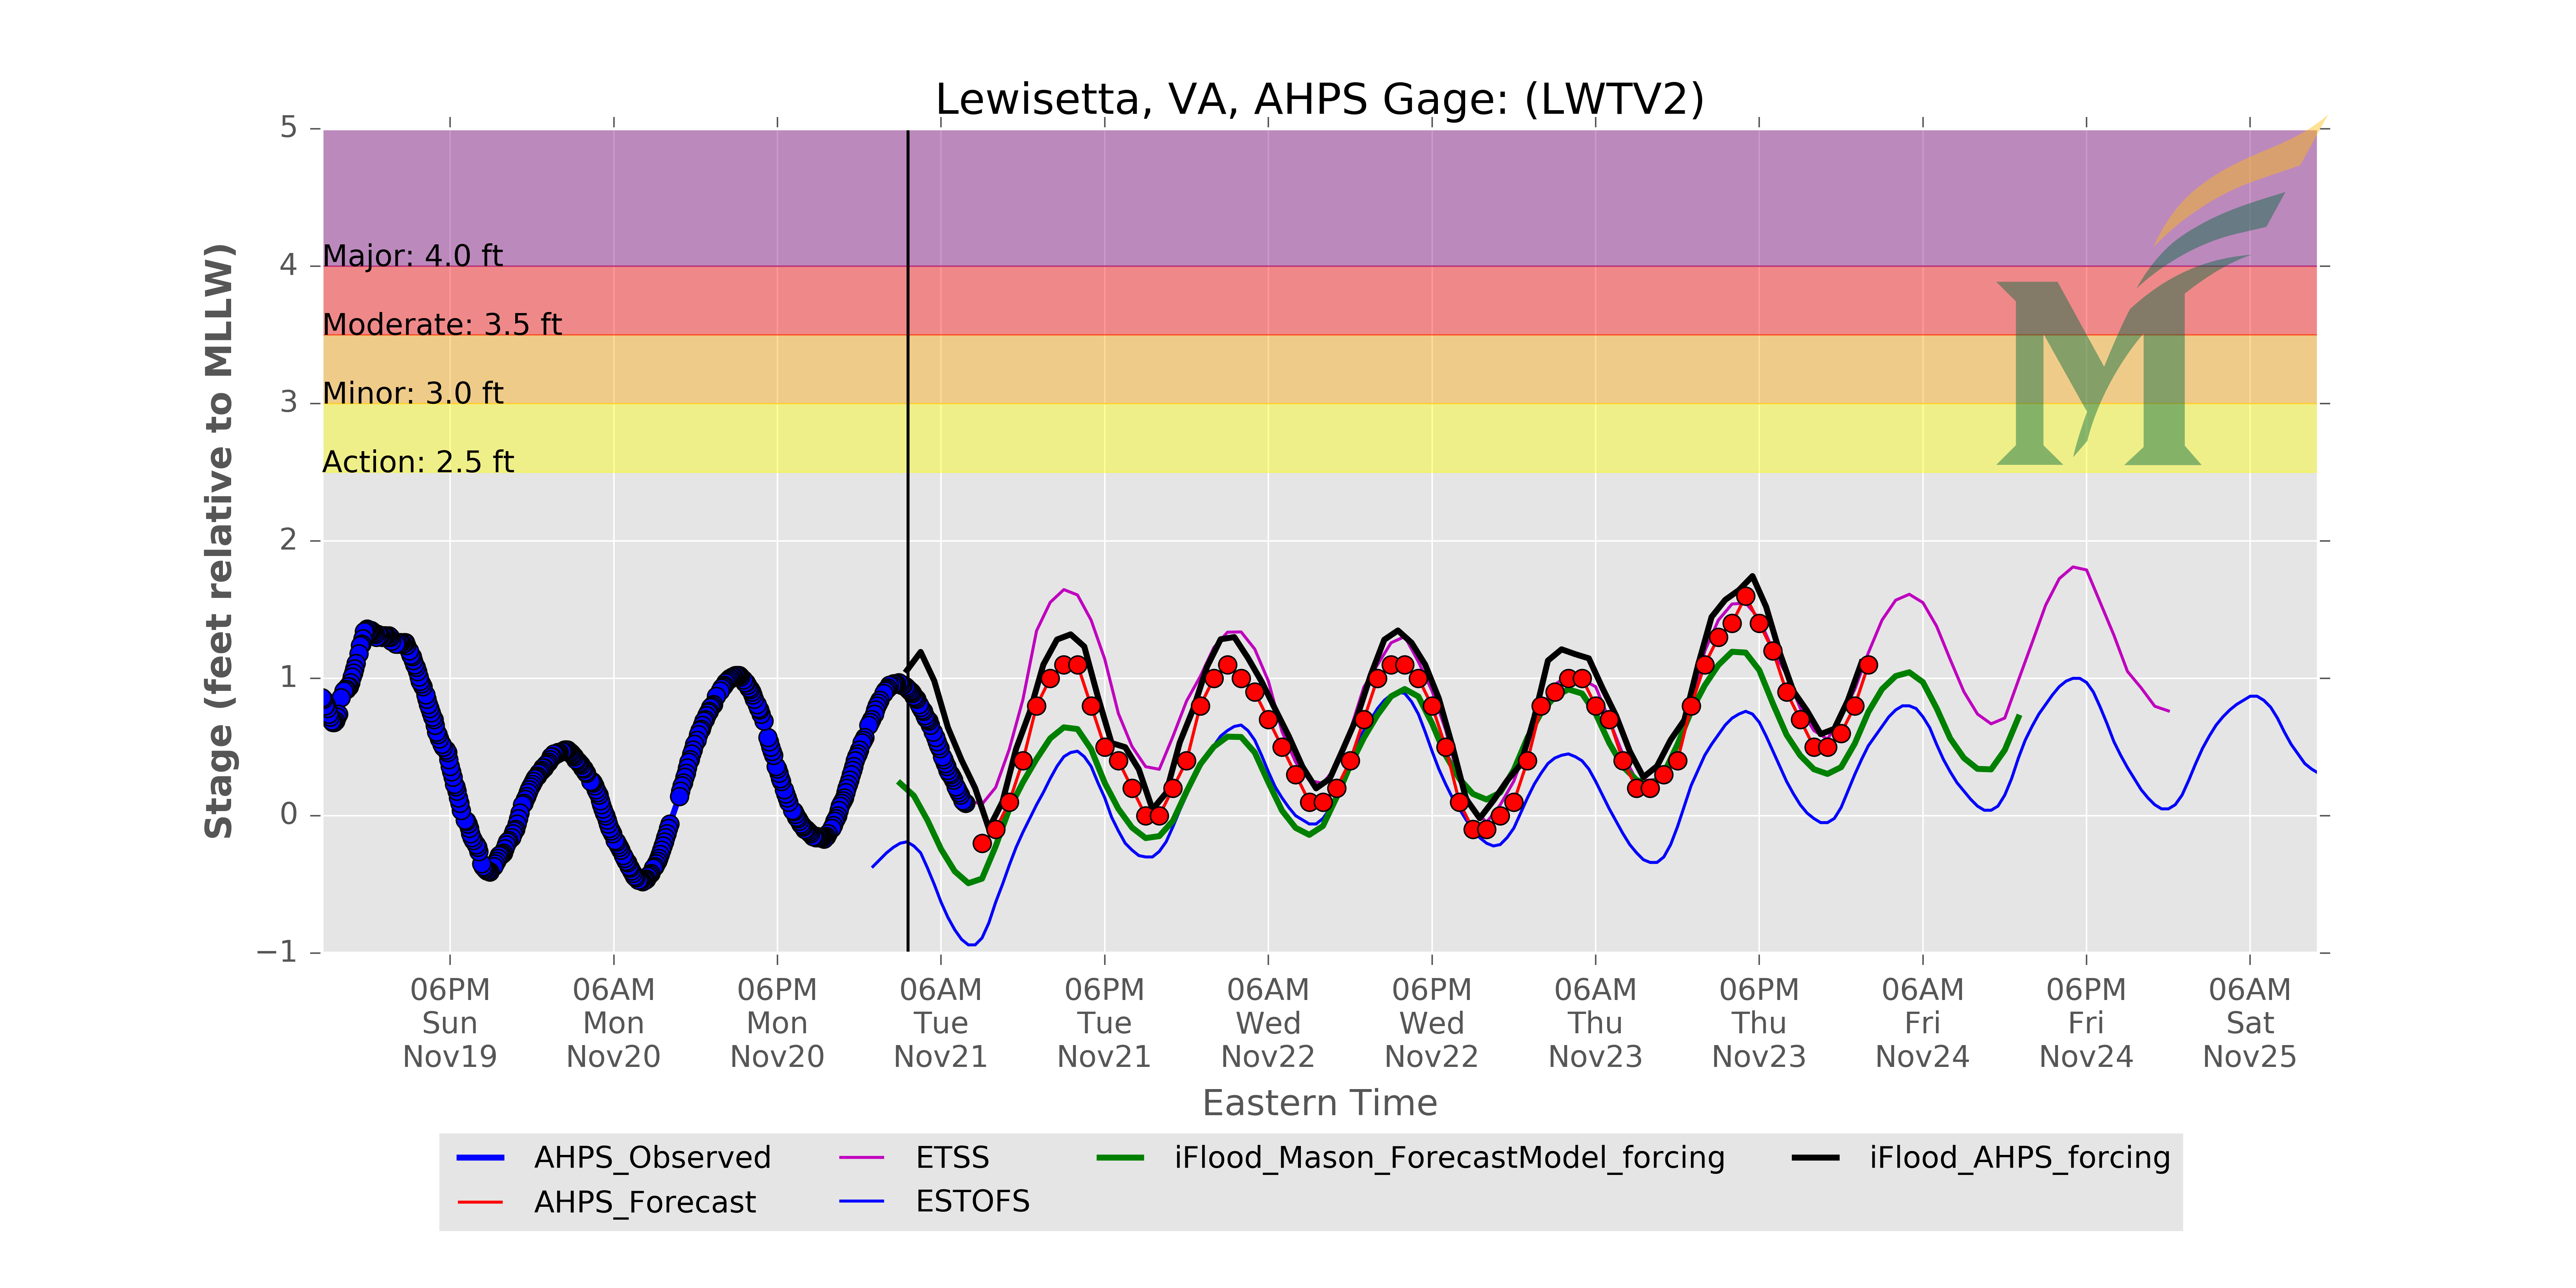 Lewisetta, VA, AHPS Gage: (LWTV2)
Stage (feet relative to MLLW)
5
4
3
2
1
0
−1
Major: 4.0 ft
Moderate: 3.5 ft
Minor: 3.0 ft
Action: 2.5 ft
06PM Sun Nov19
06AM Mon Nov20
06PM Mon Nov20
06AM Tue Nov21
06PM Tue Nov21
06AM Wed Nov22
06PM Wed Nov22
06AM Thu Nov23
06PM Thu Nov23
06AM Fri Nov24
06PM Fri Nov24
06AM Sat Nov25
Eastern Time
AHPS_Observed
AHPS_Forecast
ETSS
ESTOFS
iFlood_Mason_ForecastModel_forcing
iFlood_AHPS_forcing